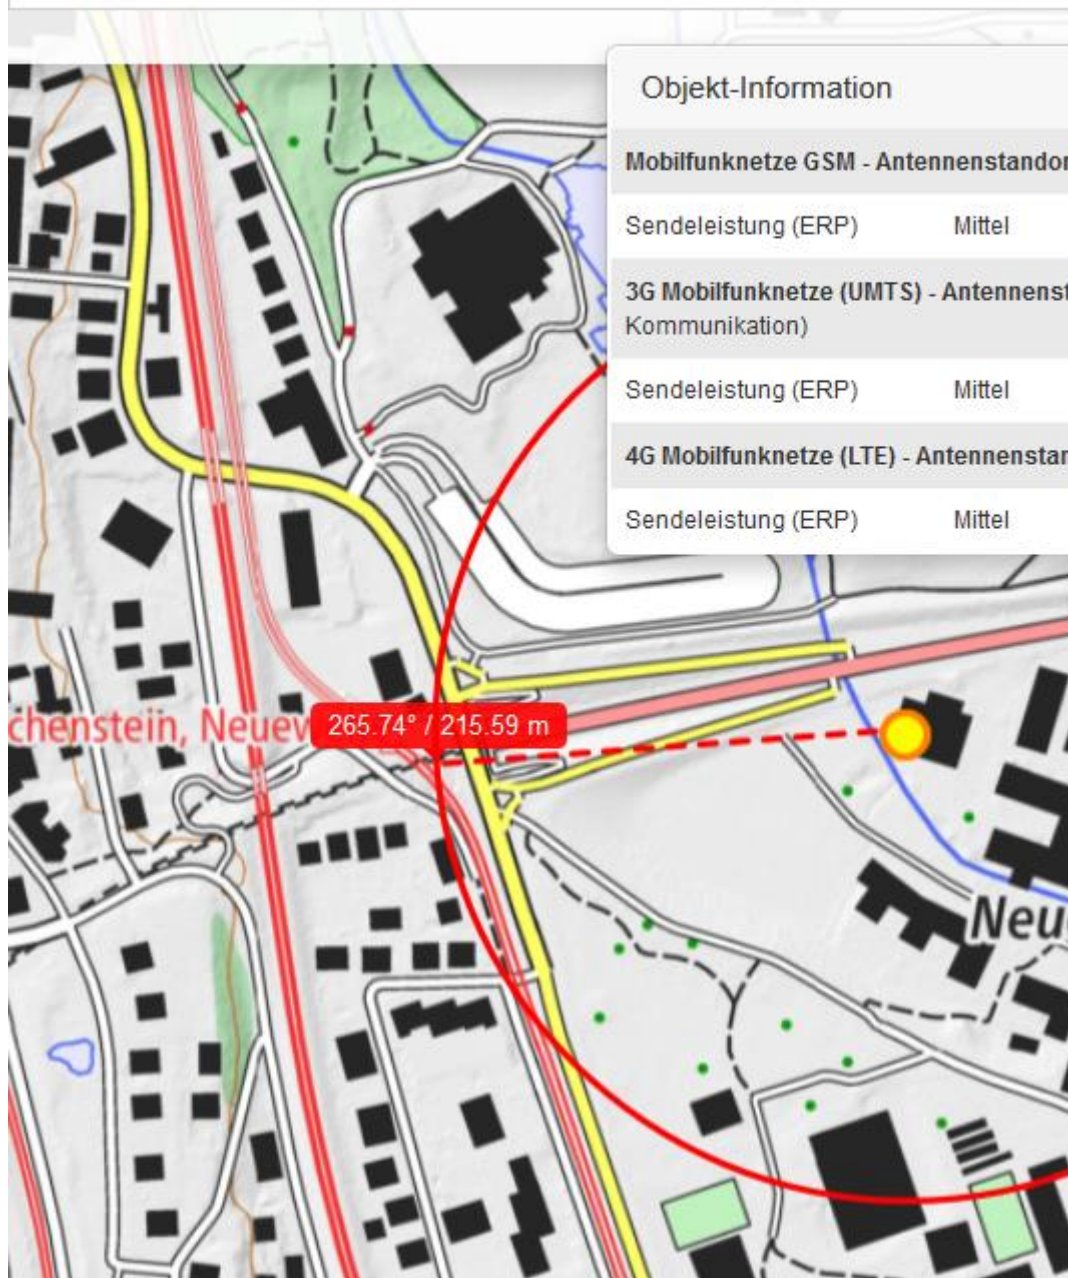 Objekt-Information
Mobilfunknetze GSM - Antennenstandor
Sendeleistung (ERP) Mittel
3G Mobilfunknetze (UMTS) - Antennenst
Kommunikation)
Sendeleistung (ERP) Mittel
4G Mobilfunknetze (LTE) - Antennenstar
Sendeleistung (ERP) Mittel
chenstein, Neuew
265.74° / 215.59 m
Neu